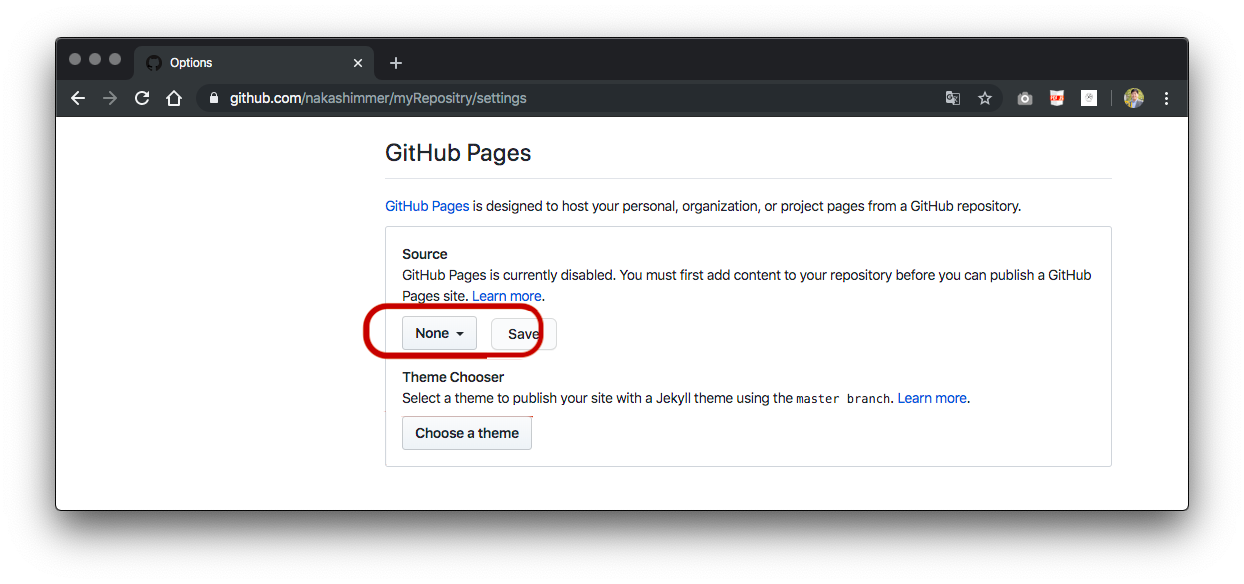 Options
github.com/nakashimmer/myRepositry/settings
GitHub Pages
GitHub Pages is designed to host your personal, organization, or project pages from a GitHub repository.
Source
GitHub Pages is currently disabled. You must first add content to your repository before you can publish a GitHub
Pages site. Learn more.
None Save
Theme Chooser
Select a theme to publish your site with a Jekyll theme using the master branch. Learn more.
Choose a theme